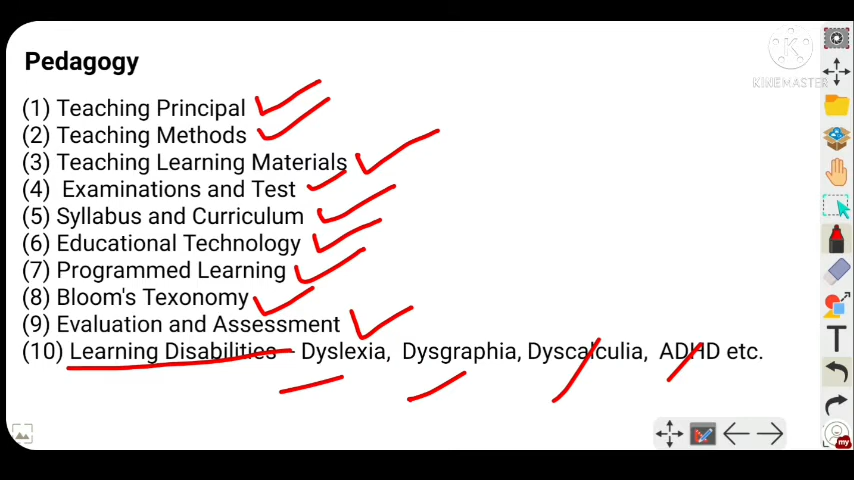 Pedagogy
K
KINEMASTER
(1) Teaching Principal
(2) Teaching Methods
(3) Teaching Learning Materials
(4) Examinations and Test
(5) Syllabus and Curriculum
(6) Educational Technology
(7) Programmed Learning
(8) Bloom's Texonomy
(9) Evaluation and Assessment
(10) Learning Disabilities - Dyslexia, Dysgraphia, Dyscalculia, ADHD etc.
T
my